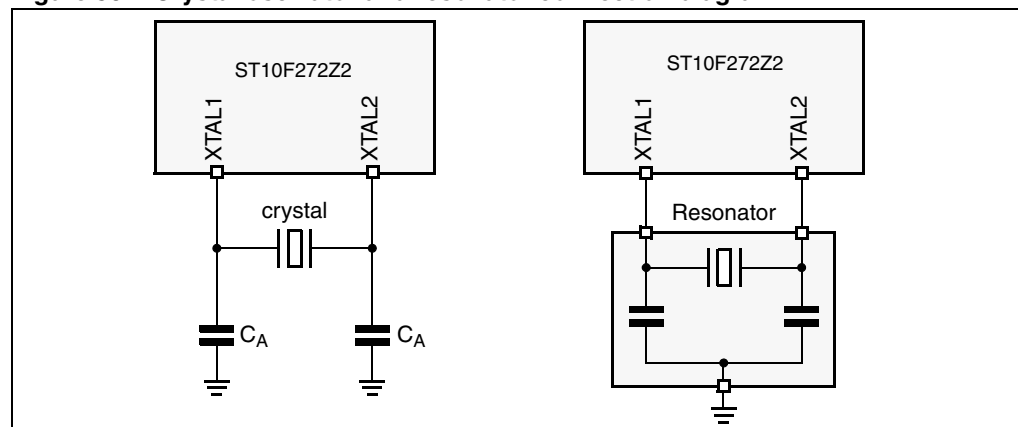 ST10F272Z2
XTAL1
XTAL2
crystal
CA
CA
ST10F272Z2
XTAL1
XTAL2
Resonator